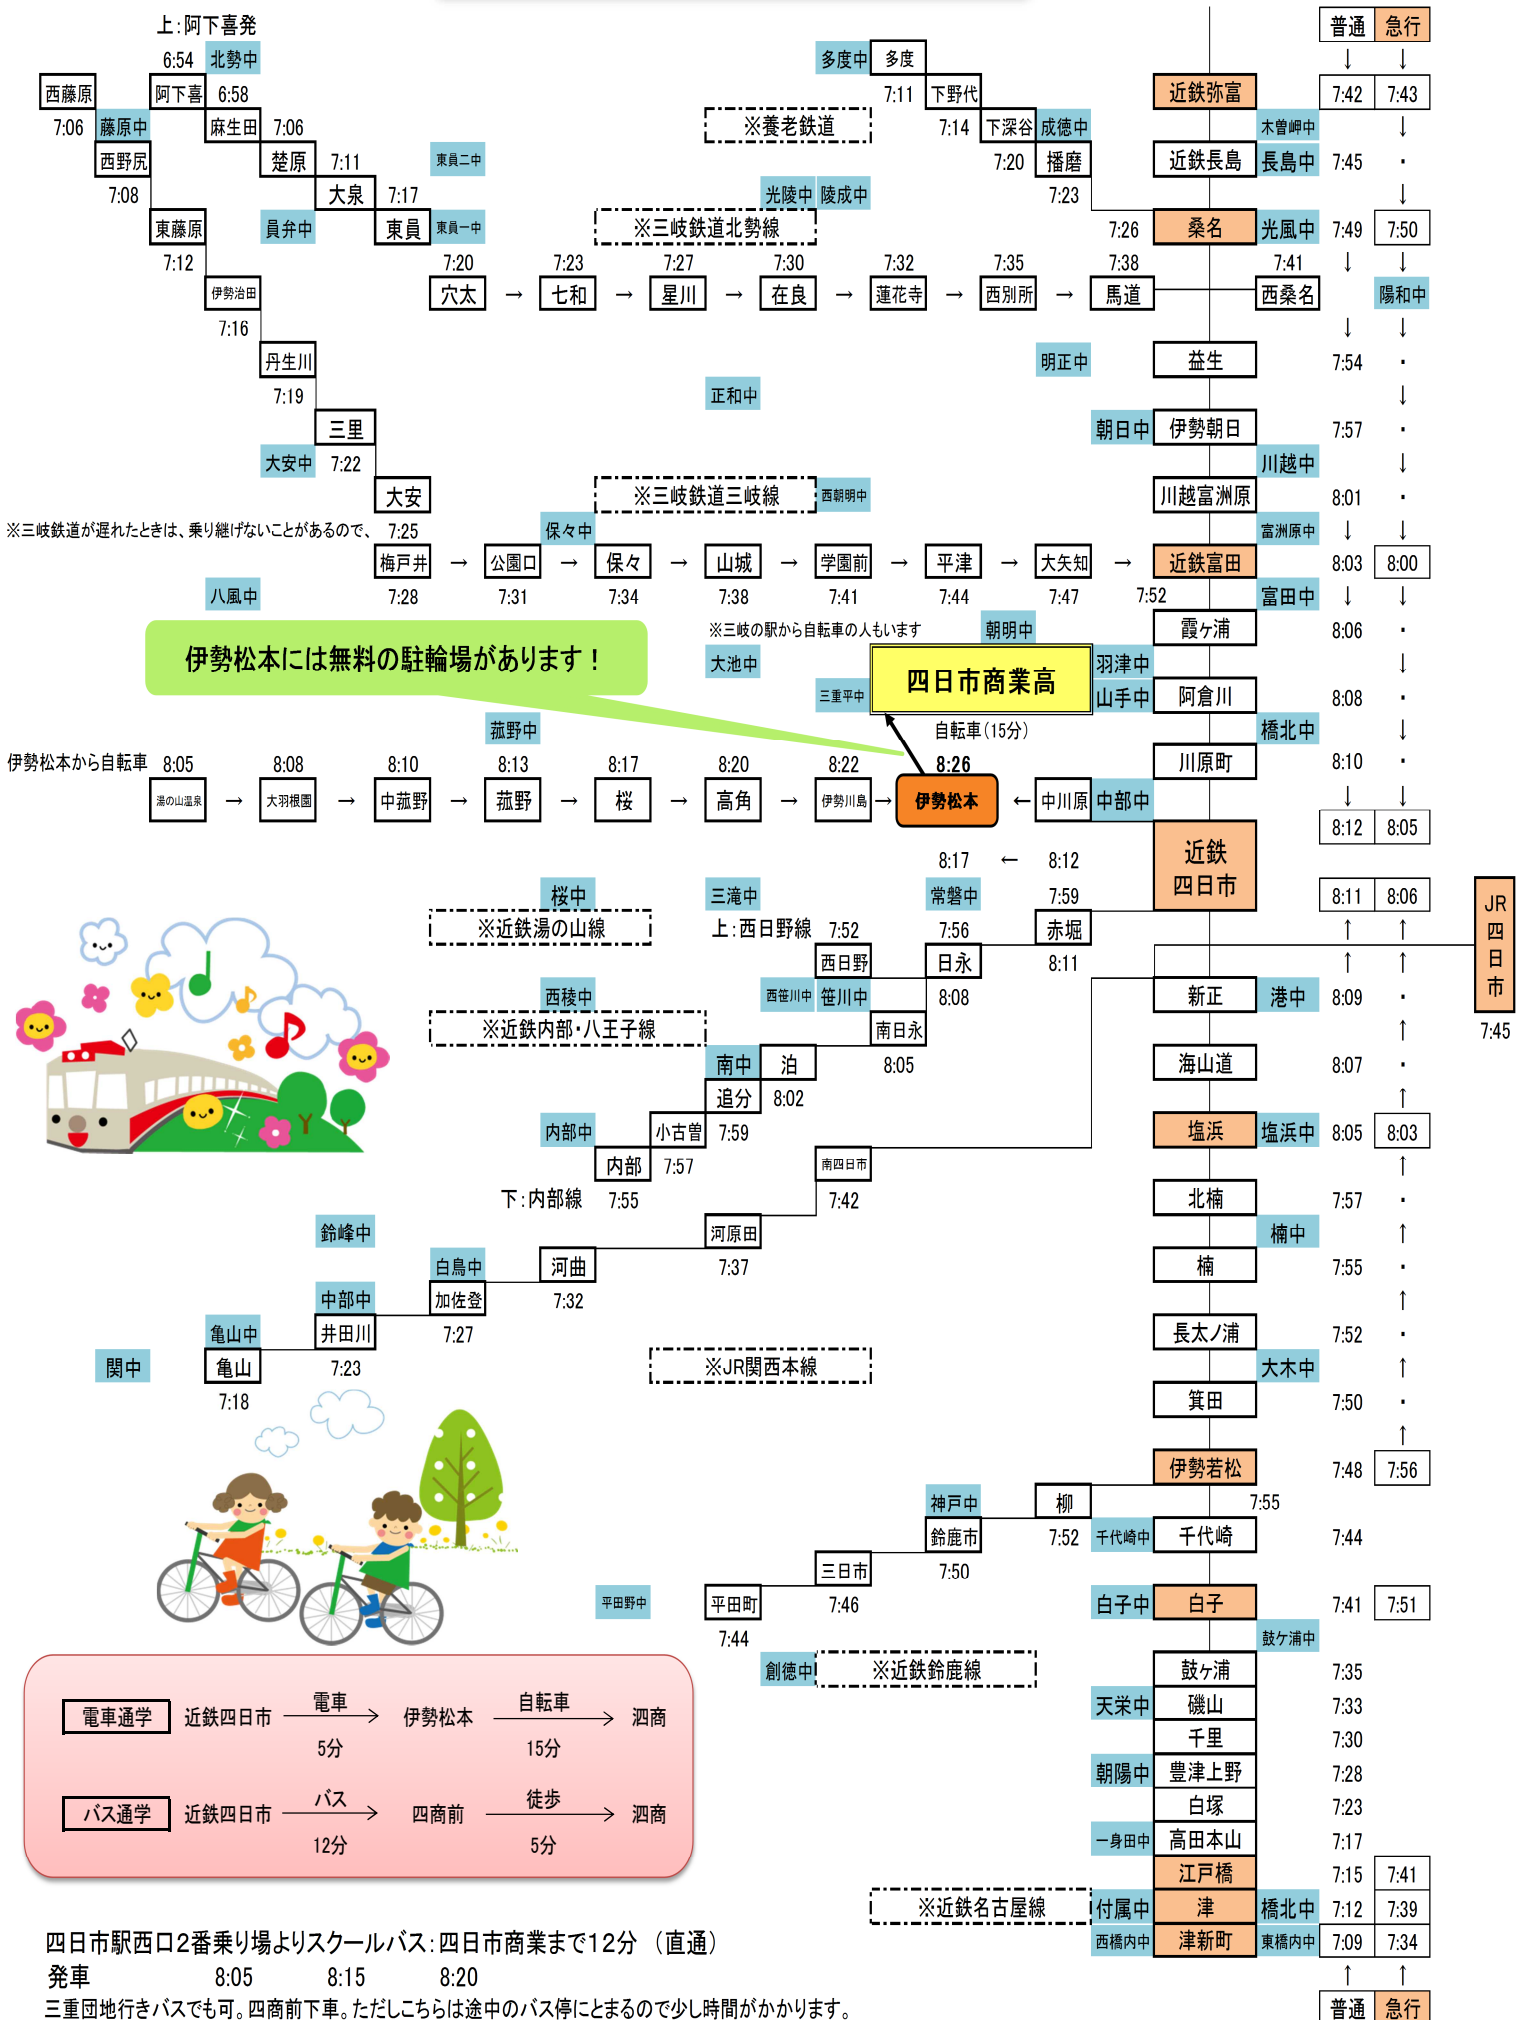 上：阿下喜発
普通 急行
6:54 北勢中 多度中 多度 ↓ ↓
西藤原 阿下喜 6:58 7:11 下野代 近鉄弥富 7:42 7:43
※養老鉄道
7:06 藤原中 麻生田 7:06 7:14 下深谷 成徳中 木曽岬中 ↓
西野尻 楚原 7:11 東員二中 7:20 播磨 近鉄長島 長島中 7:45 ・
7:08 大泉 7:17 光陵中 陵成中 7:23 ↓
東藤原 員弁中 東員 東員一中 ※三岐鉄道北勢線 7:26 桑名 光風中 7:49 7:50
7:12 7:20 7:23 7:27 7:30 7:32 7:35 7:38 7:41 ↓ ↓
伊勢治田 穴太 → 七和 → 星川 → 在良 → 蓮花寺 → 西別所 → 馬道 西桑名 陽和中
7:16 ↓ ↓
丹生川 明正中 益生 7:54 ・
7:19 正和中 ↓
三里 朝日中 伊勢朝日 7:57 ・
大安中 7:22 川越中 ↓
大安 ※三岐鉄道三岐線 西朝明中 川越富洲原 8:01 ・
※三岐鉄道が遅れたときは、乗り継げないことがあるので、 7:25 保々中 富洲原中 ↓ ↓
梅戸井 → 公園口 → 保々 → 山城 → 学園前 → 平津 → 大矢知 → 近鉄富田 8:03 8:00
八風中 7:28 7:31 7:34 7:38 7:41 7:44 7:47 7:52 富田中 ↓ ↓
※三岐の駅から自転車の人もいます 朝明中 霞ヶ浦 8:06 ・
伊勢松本には無料の駐輪場があります！ 大池中 四日市商業高 羽津中 ↓
三重平中 山手中 阿倉川 8:08 ・
菰野中 自転車（15分） 橋北中 ↓
伊勢松本から自転車 8:05 8:08 8:10 8:13 8:17 8:20 8:22 8:26 川原町 8:10 ・
湯の山温泉 → 大羽根園 → 中菰野 → 菰野 → 桜 → 高角 → 伊勢川島 → 伊勢松本 ← 中川原 中部中 ↓ ↓
8:12 8:05
8:17 ← 8:12 近鉄
四日市
桜中 三滝中 常磐中 7:59 8:11 8:06
※近鉄湯の山線 上：西日野線 7:52 7:56 赤堀 ↑ ↑
西日野 日永 8:11 ↑ ↑
JR四日市
西稜中 西笹川中 笹川中 8:08 新正 港中 8:09 ・
※近鉄内部・八王子線 南日永 ↑ 7:45
南中 泊 8:05 海山道 8:07 ・
追分 8:02 ↑
内部中 小古曽 7:59 塩浜 塩浜中 8:05 8:03
内部 7:57 南四日市 ↑
下：内部線 7:55 7:42 北楠 7:57 ・
鈴峰中 河原田 楠中 ↑
白鳥中 河曲 7:37 楠 7:55 ・
中部中 加佐登 7:32 ↑
亀山中 井田川 7:27 長太ノ浦 7:52 ・
関中 亀山 7:23 ※JR関西本線 大木中 ↑
7:18 箕田 7:50 ・
↑
伊勢若松 7:48 7:56
神戸中 柳 7:55
鈴鹿市 7:52 千代崎中 千代崎 7:44
三日市 7:50
平田野中 平田町 7:46 白子中 白子 7:41 7:51
7:44 鼓ケ浦中
創徳中 ※近鉄鈴鹿線 鼓ヶ浦 7:35
天栄中 磯山 7:33
千里 7:30
朝陽中 豊津上野 7:28
白塚 7:23
一身田中 高田本山 7:17
江戸橋 7:15 7:41
※近鉄名古屋線 付属中 津 橋北中 7:12 7:39
西橋内中 津新町 東橋内中 7:09 7:34
↑ ↑
普通 急行
電車通学 近鉄四日市 電車 伊勢松本 自転車 泗商
5分 15分
バス通学 近鉄四日市 バス 四商前 徒歩 泗商
12分 5分
四日市駅西口２番乗り場よりスクールバス：四日市商業まで１２分 （直通）
発車 8:05 8:15 8:20
三重団地行きバスでも可。四商前下車。ただしこちらは途中のバス停にとまるので少し時間がかかります。